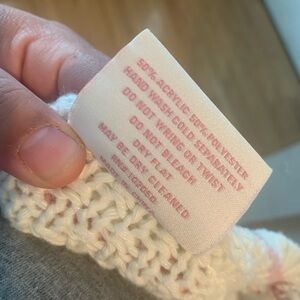 50% ACRYLIC 50% POLYESTER
HAND WASH COLD SEPARATELY
DO NOT WRING OR TWIST
DO NOT BLEACH
DRY FLAT
MAY BE DRY CLEANED